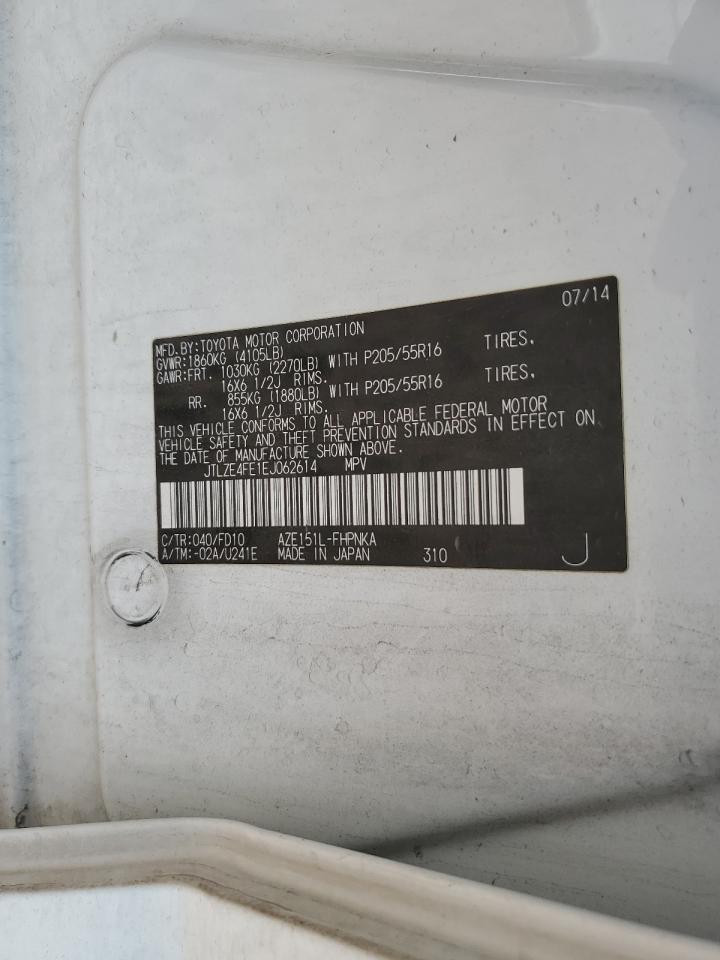 07/14
MFD.BY:TOYOTA MOTOR CORPORATION
GVWR:1860KG (4105LB)
GAWR:FRT. 1030KG (2270LB) WITH P205/55R16 TIRES,
16X6 1/2J RIMS.
RR. 855KG (1880LB) WITH P205/55R16 TIRES,
16X6 1/2J RIMS.
THIS VEHICLE CONFORMS TO ALL APPLICABLE FEDERAL MOTOR
VEHICLE SAFETY AND THEFT PREVENTION STANDARDS IN EFFECT ON
THE DATE OF MANUFACTURE SHOWN ABOVE.
JTLZE4FE1EJ062614 MPV
C/TR:040/FD10 AZE151L-FHPNKA
A/TM:-02A/U241E MADE IN JAPAN 310 J